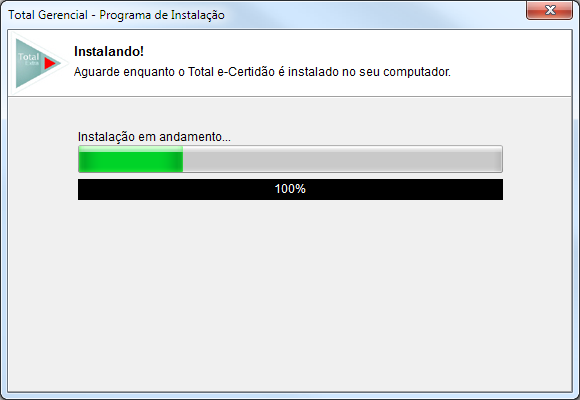 Total Gerencial - Programa de Instalação
Total
Instalando!
Aguarde enquanto o Total e-Certidão é instalado no seu computador.
Instalação em andamento...
100%